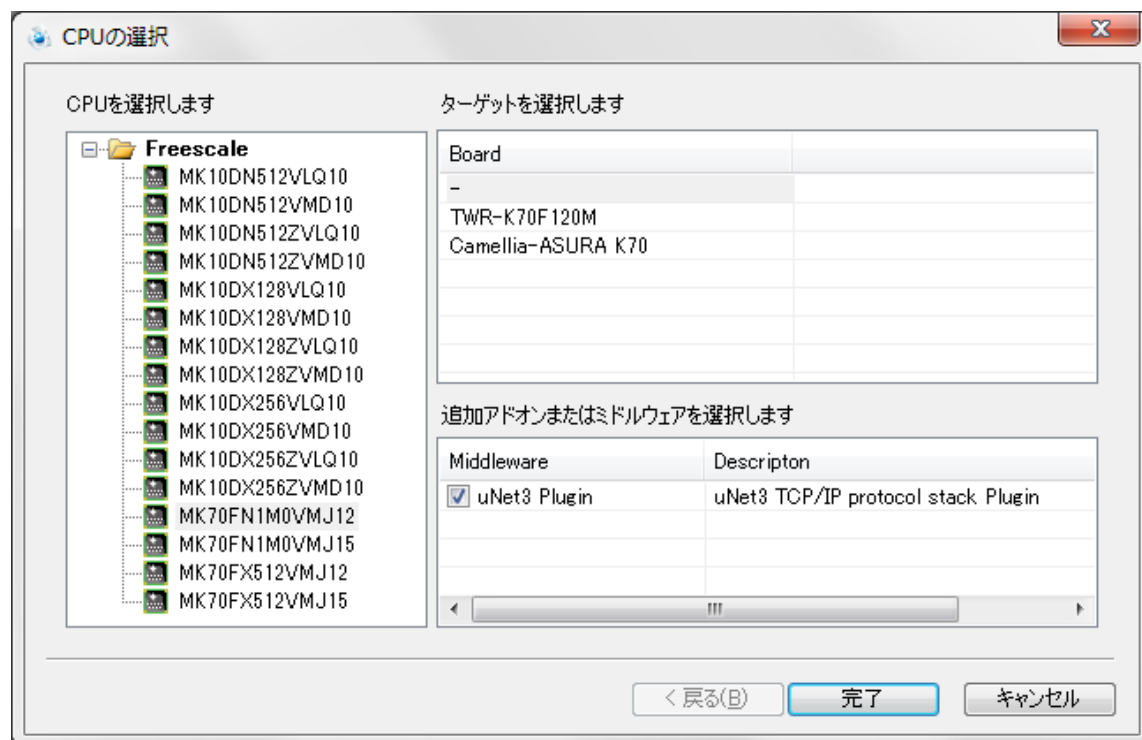 CPUの選択
CPUを選択します
Freescale
MK10DN512VLQ10
MK10DN512VMD10
MK10DN512ZVLQ10
MK10DN512ZVMD10
MK10DX128VLQ10
MK10DX128VMD10
MK10DX128ZVLQ10
MK10DX128ZVMD10
MK10DX256VLQ10
MK10DX256VMD10
MK10DX256ZVLQ10
MK10DX256ZVMD10
MK70FN1M0VMJ12
MK70FN1M0VMJ15
MK70FX512VMJ12
MK70FX512VMJ15
ターゲットを選択します
Board
-
TWR-K70F120M
Camellia-ASURA K70
追加アドオンまたはミドルウェアを選択します
Middleware Descripton
uNet3 Plugin uNet3 TCP/IP protocol stack Plugin
< 戻る(B) 完了 キャンセル